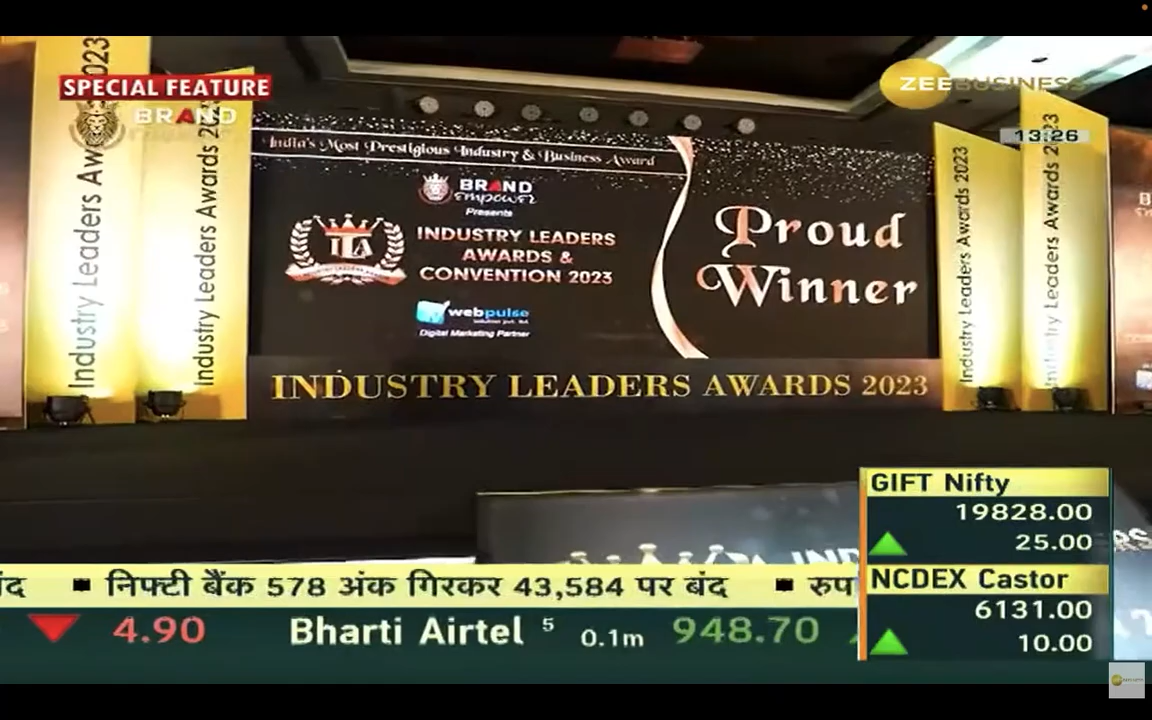 SPECIAL FEATURE
BRAND
ZEEBUSINESS
13:26
Industry Leaders Awards 2023
Industry Leaders Awards 2023
India's Most Prestigious Industry & Business Award
BRAND
empower
Presents
ILA
INDUSTRY LEADERS
AWARDS &
CONVENTION 2023
webpulse
Digital Marketing Partner
Proud
Winner
Industry Leaders Awards 2023
Industry Leaders Awards 2023
INDUSTRY LEADERS AWARDS 2023
GIFT Nifty
19828.00
25.00
NCDEX Castor
6131.00
10.00
■ निफ्टी बैंक 578 अंक गिरकर 43,584 पर बंद ■
4.90 Bharti Airtel 5 0.1m 948.70